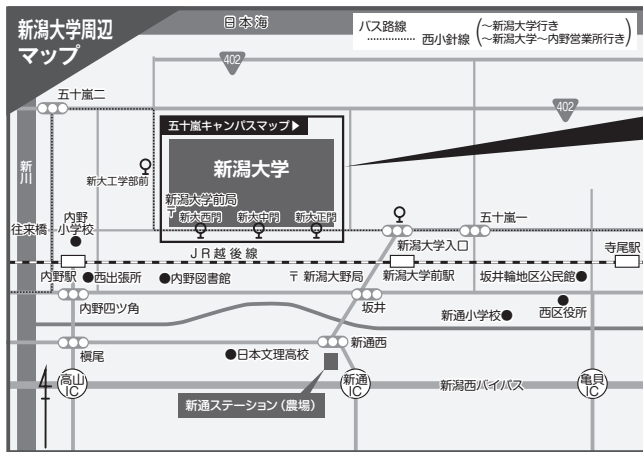 新潟大学周辺
マップ
日本海
バス路線
西小針線
(～新潟大学行き
～新潟大学～内野営業所行き)
402
五十嵐二
402
五十嵐キャンパスマップ▶
新潟大学
新川
新大工学部前
新潟大学前局
〒
新大西門
新大中門
新大正門
往来橋
内野
小学校
五十嵐一
新潟大学入口
JR越後線
寺尾駅
内野駅
西出張所
内野図書館
〒 新潟大野局
新潟大学前駅
坂井輪地区公民館
内野四ツ角
坂井
新通小学校
西区役所
槇尾
新通西
日本文理高校
高山
IC
新通
IC
新潟西バイパス
亀貝
IC
新通ステーション(農場)